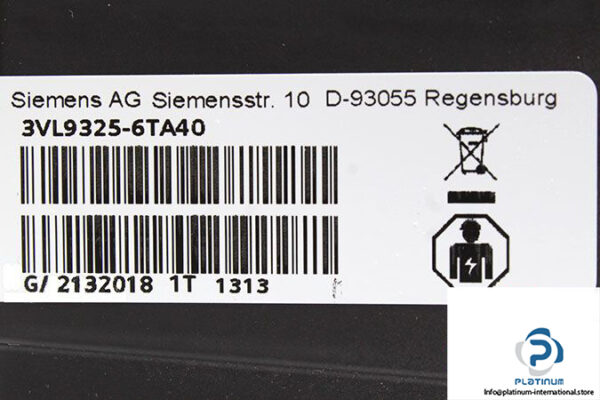 Siemens AG Siemensstr. 10 D-93055 Regensburg
3VL9325-6TA40
G/ 2132018 1T 1313
PLATINUM
Info@platinum-international.store